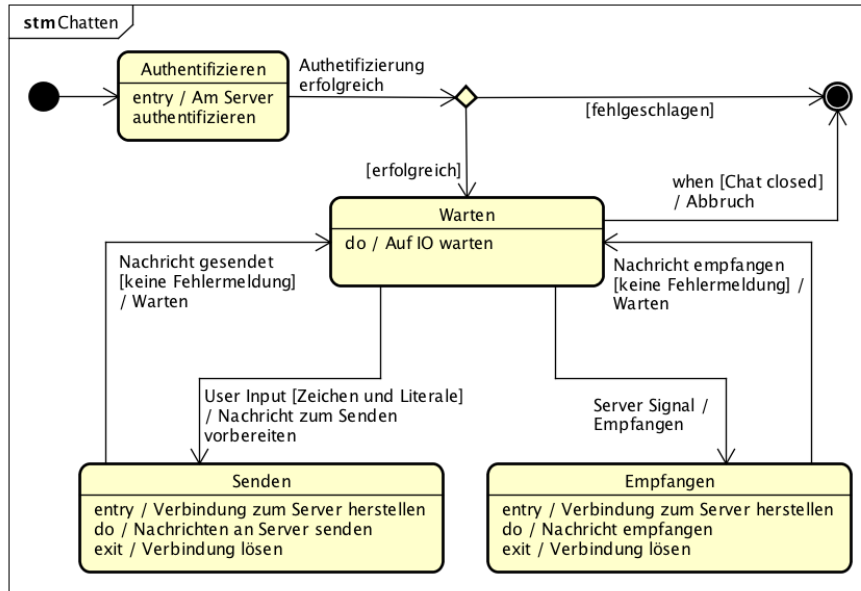 stm Chatten
Authentifizieren
entry / Am Server
authentifizieren
Authetifizierung
erfolgreich
[fehlgeschlagen]
[erfolgreich]
when [Chat closed]
/ Abbruch
Warten
do / Auf IO warten
Nachricht gesendet
[keine Fehlermeldung]
/ Warten
Nachricht empfangen
[keine Fehlermeldung] /
Warten
User Input [Zeichen und Literale]
/ Nachricht zum Senden
vorbereiten
Server Signal /
Empfangen
Senden
entry / Verbindung zum Server herstellen
do / Nachrichten an Server senden
exit / Verbindung lösen
Empfangen
entry / Verbindung zum Server herstellen
do / Nachricht empfangen
exit / Verbindung lösen